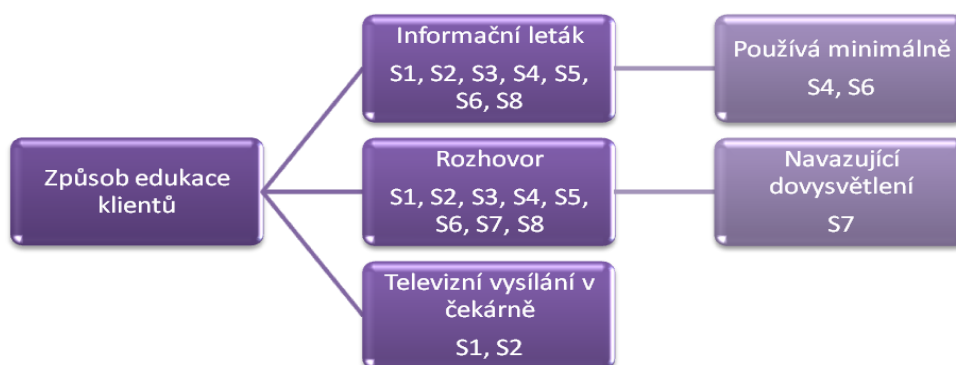 Způsob edukace
klientů
Informační leták
S1, S2, S3, S4, S5,
S6, S8
Používá minimálně
S4, S6
Rozhovor
S1, S2, S3, S4, S5,
S6, S7, S8
Navazující
dovysvětlení
S7
Televizní vysílání v
čekárně
S1, S2